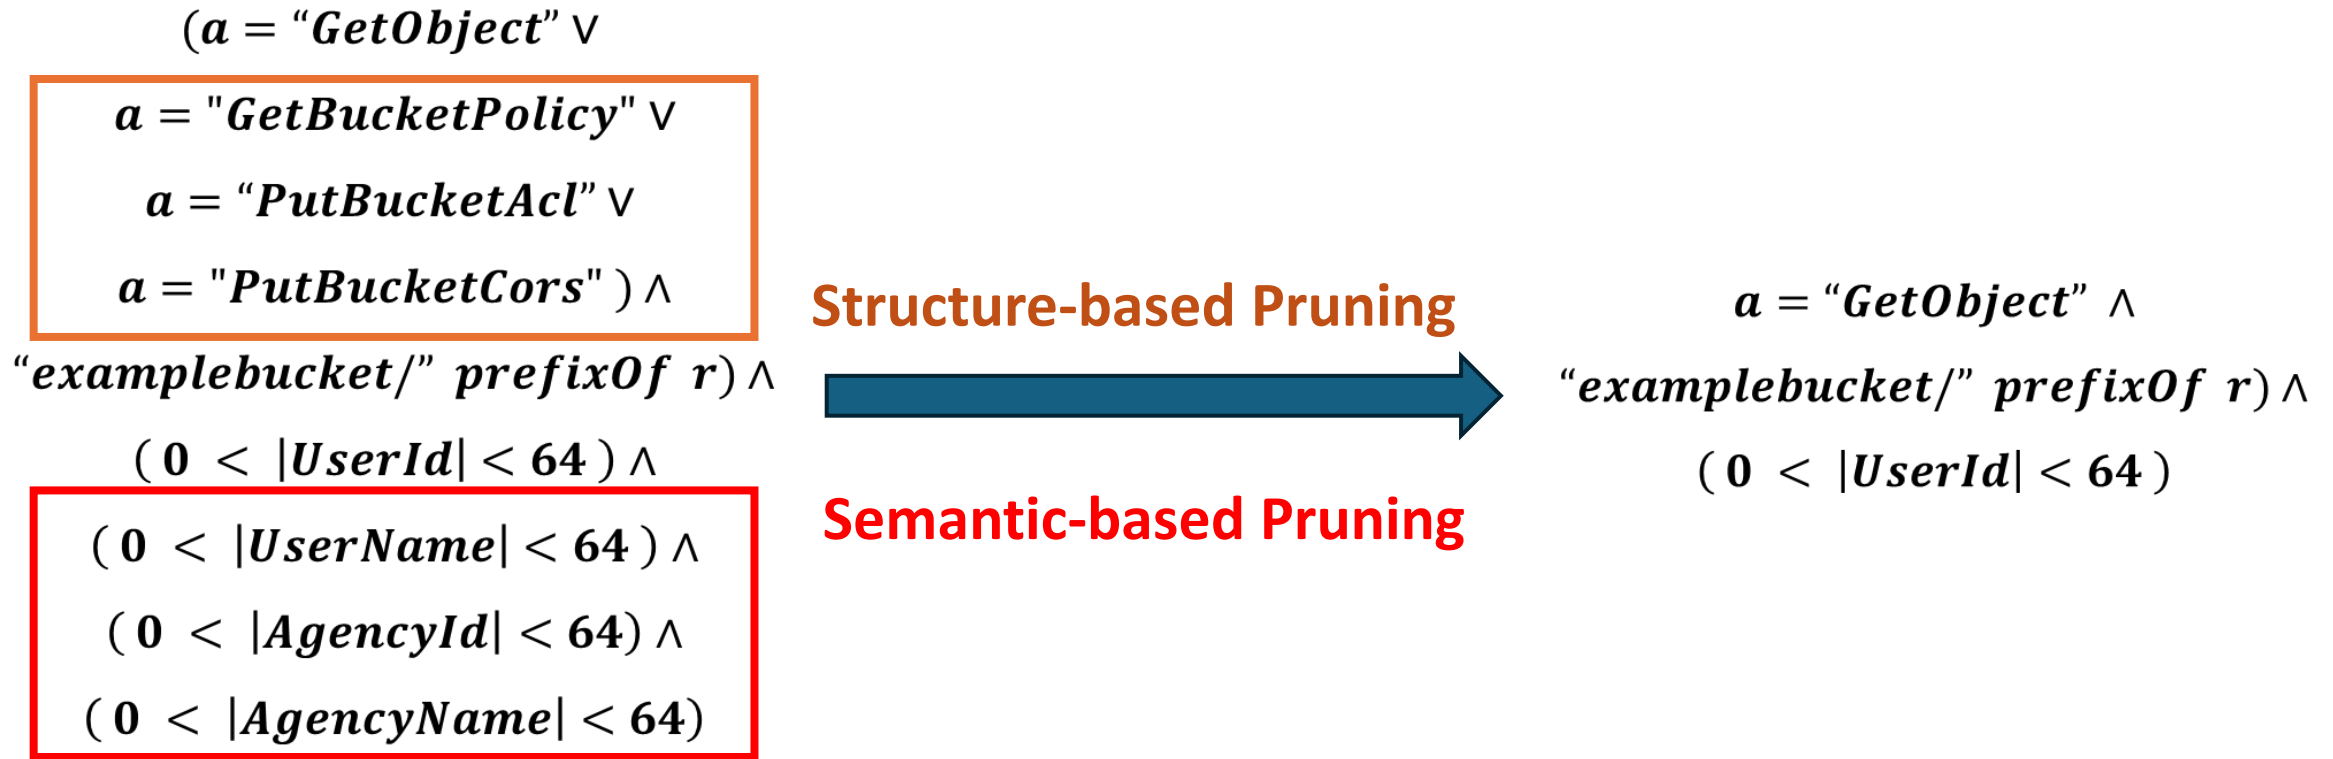 (a = “GetObject” ∨
a = "GetBucketPolicy" ∨
a = “PutBucketAcl” ∨
a = "PutBucketCors" ) ∧
“examplebucket/” prefixOf r) ∧
( 0 < |UserId| < 64 ) ∧
( 0 < |UserName| < 64 ) ∧
( 0 < |AgencyId| < 64) ∧
( 0 < |AgencyName| < 64)
Structure-based Pruning
Semantic-based Pruning
a = “GetObject” ∧
“examplebucket/” prefixOf r) ∧
( 0 < |UserId| < 64 )